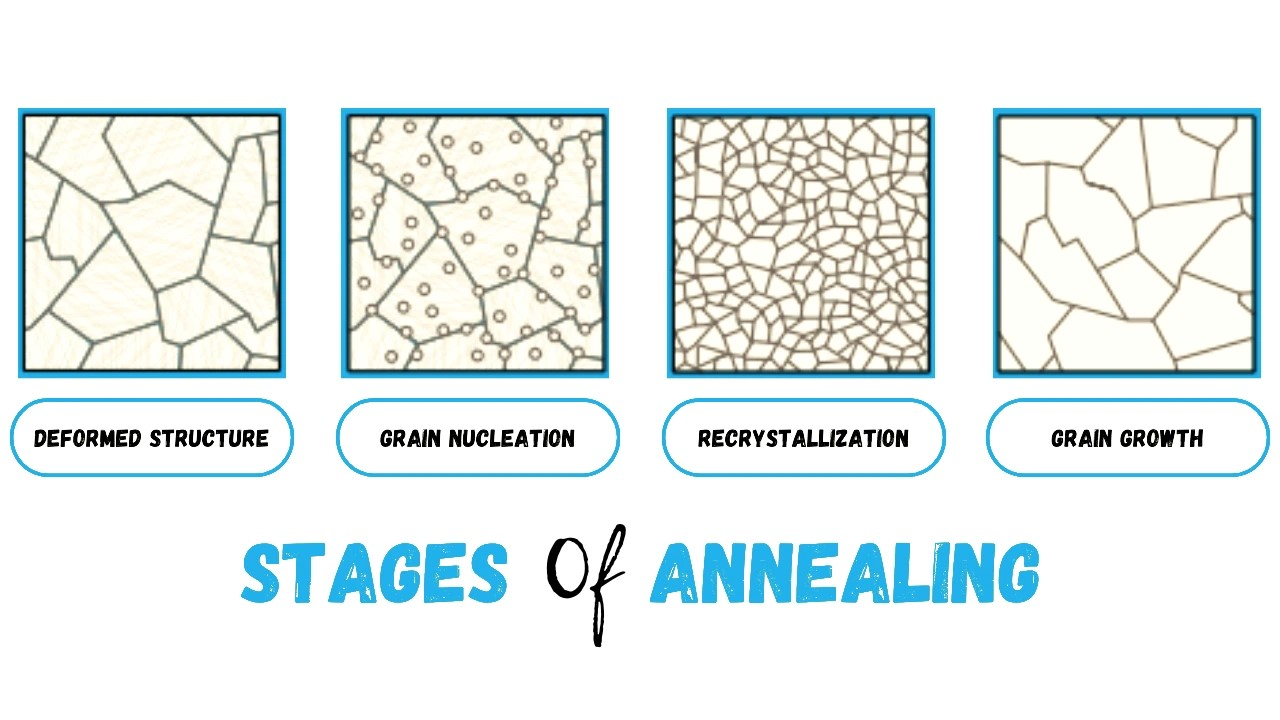 DEFORMED STRUCTURE
GRAIN NUCLEATION
RECRYSTALLIZATION
GRAIN GROWTH
STAGES Of ANNEALING